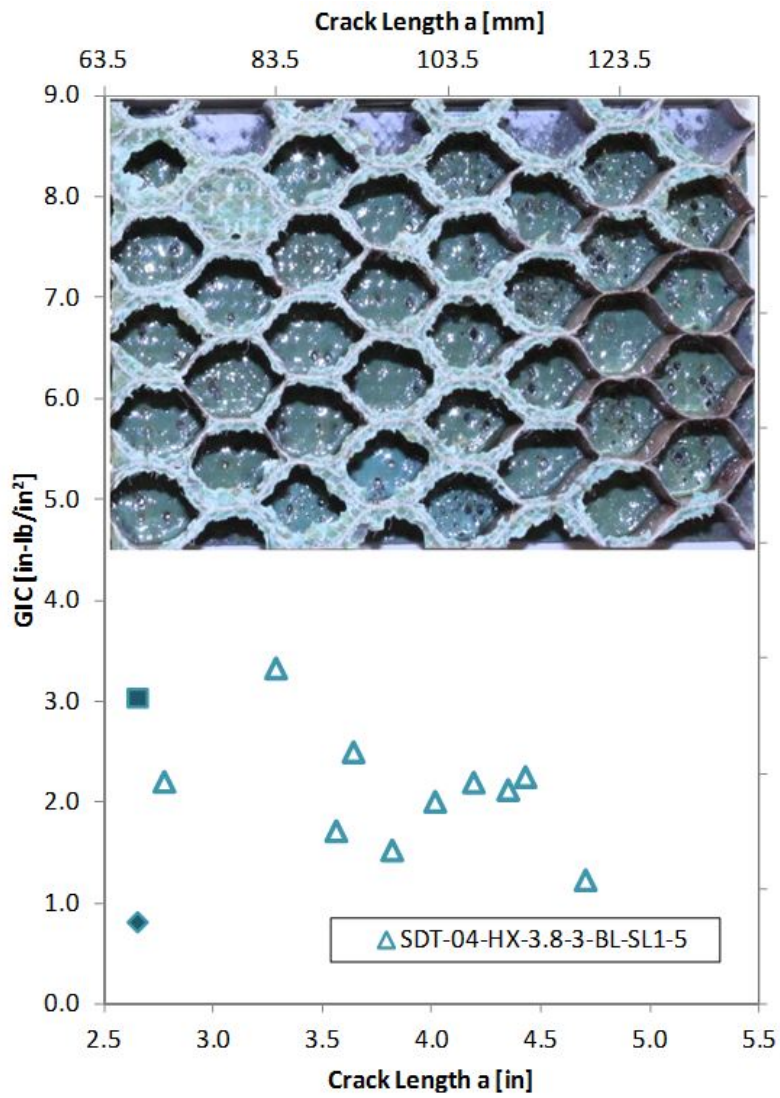 Crack Length a [mm]
63.5 83.5 103.5 123.5
9.0
8.0
7.0
6.0
5.0
4.0
3.0
2.0
1.0
0.0
GIC [in-lb/in²]
SDT-04-HX-3.8-3-BL-SL1-5
2.5 3.0 3.5 4.0 4.5 5.0 5.5
Crack Length a [in]